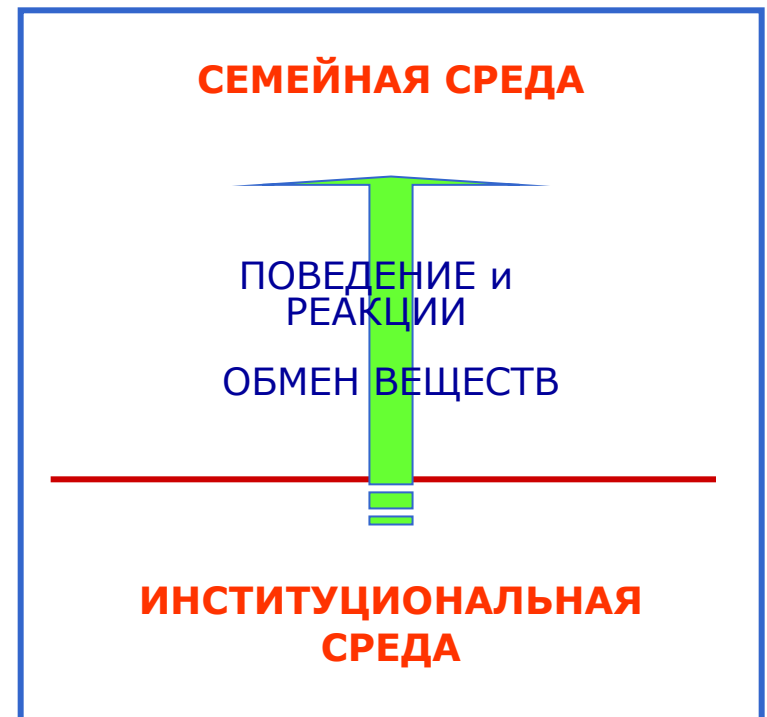 СЕМЕЙНАЯ СРЕДА
ПОВЕДЕНИЕ и
РЕАКЦИИ
ОБМЕН ВЕЩЕСТВ
ИНСТИТУЦИОНАЛЬНАЯ
СРЕДА